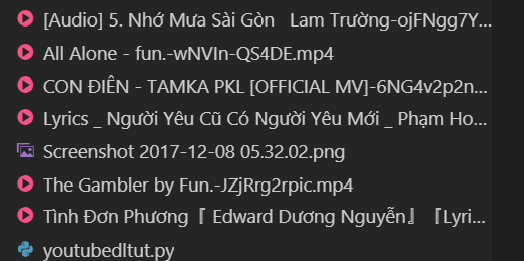 [Audio] 5. Nhớ Mưa Sài Gòn   Lam Trường-ojFNgg7Y...
All Alone - fun.-wNVIn-QS4DE.mp4
CON ĐIÊN - TAMKA PKL [OFFICIAL MV]-6NG4v2p2n...
Lyrics _ Người Yêu Cũ Có Người Yêu Mới _ Phạm Ho...
Screenshot 2017-12-08 05.32.02.png
The Gambler by Fun.-JZjRrg2rpic.mp4
Tình Đơn Phương『 Edward Dương Nguyễn』『Lyri...
youtubedltut.py